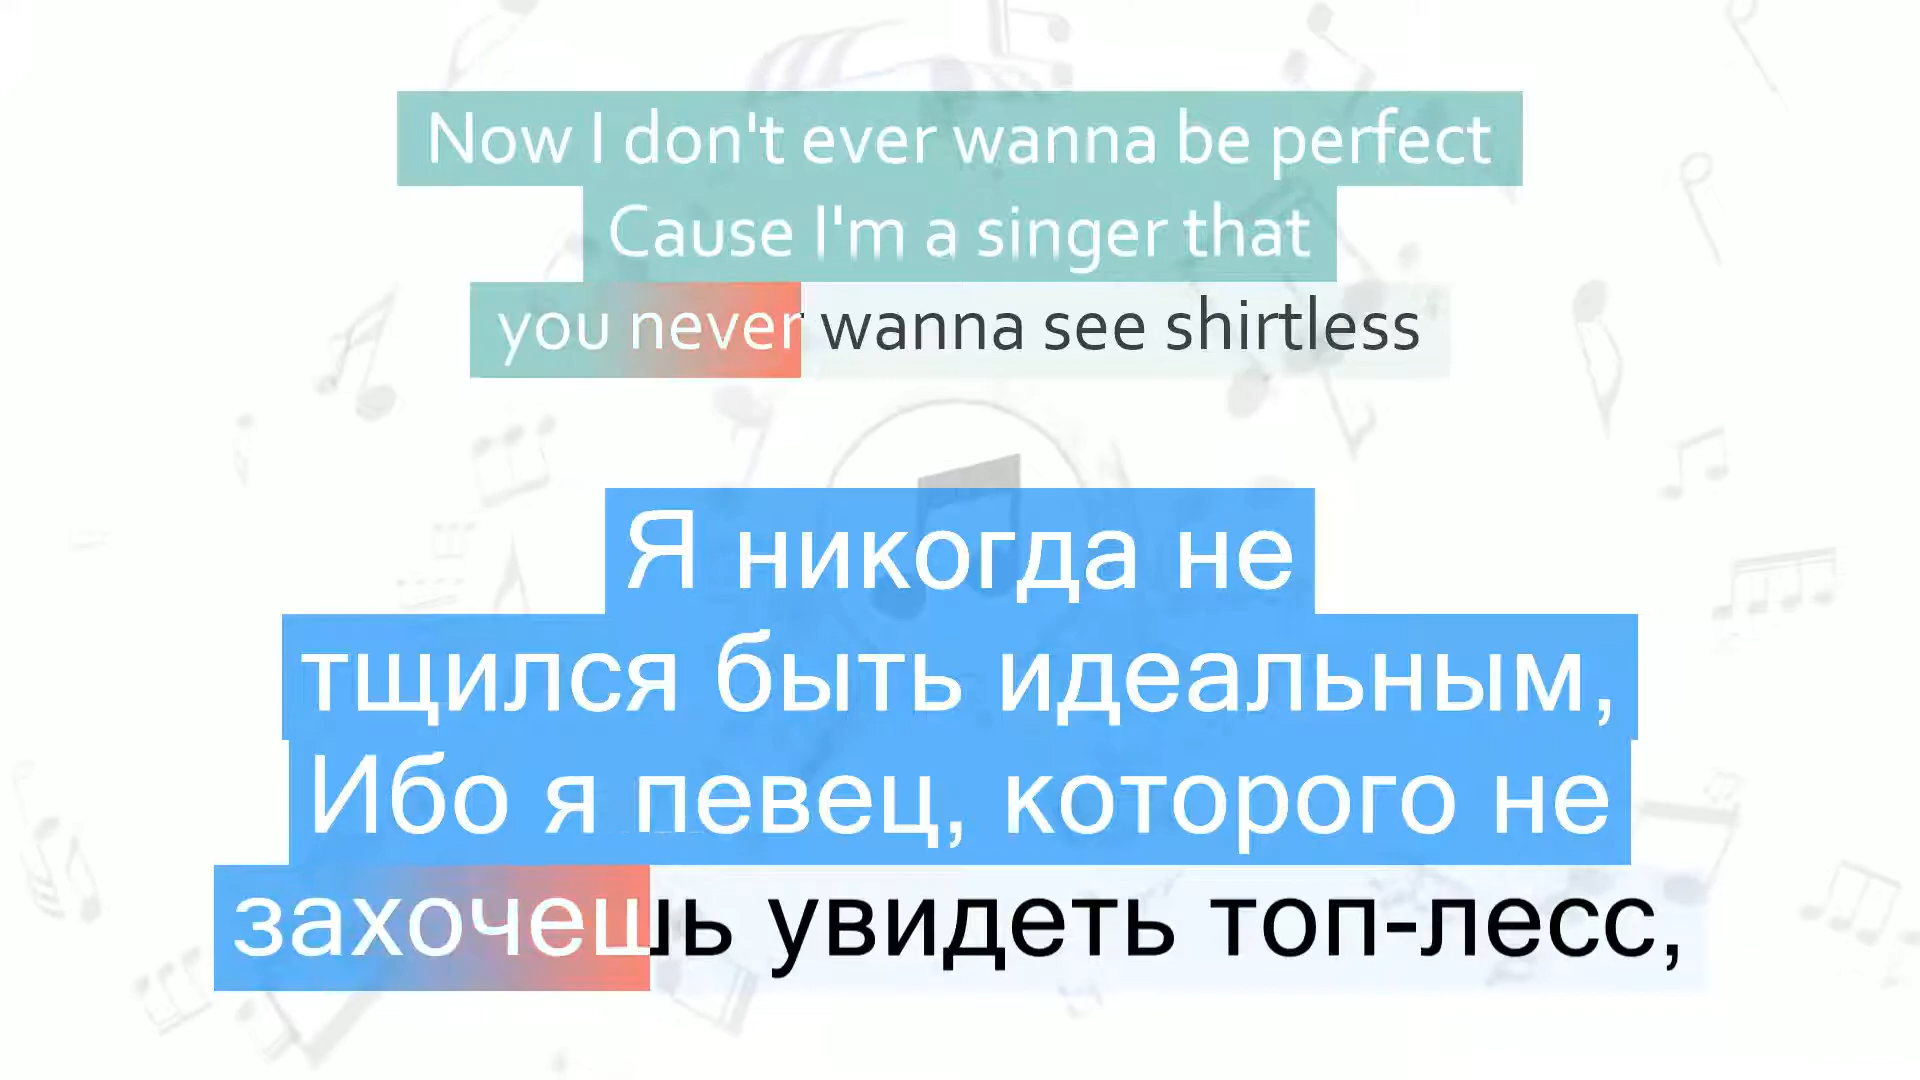 Now I don't ever wanna be perfect
Cause I'm a singer that
you never wanna see shirtless
Я никогда не
тщился быть идеальным,
Ибо я певец, которого не
захочешь увидеть топ-лесс,